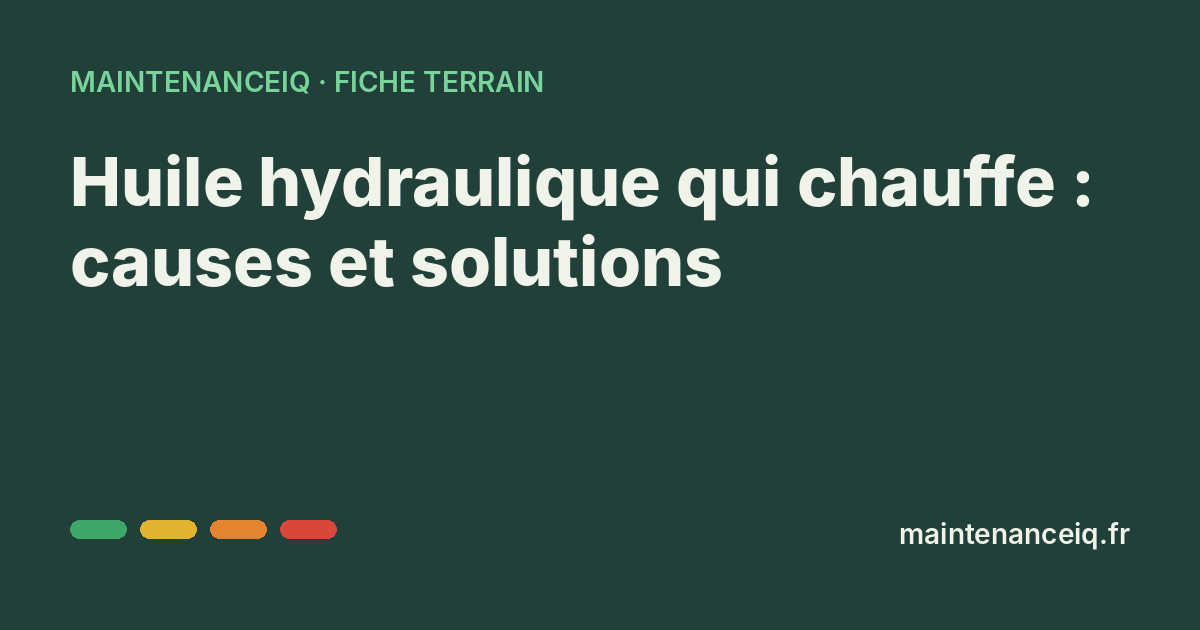 MAINTENANCEIQ · FICHE TERRAIN
Huile hydraulique qui chauffe :
causes et solutions
maintenanceiq.fr